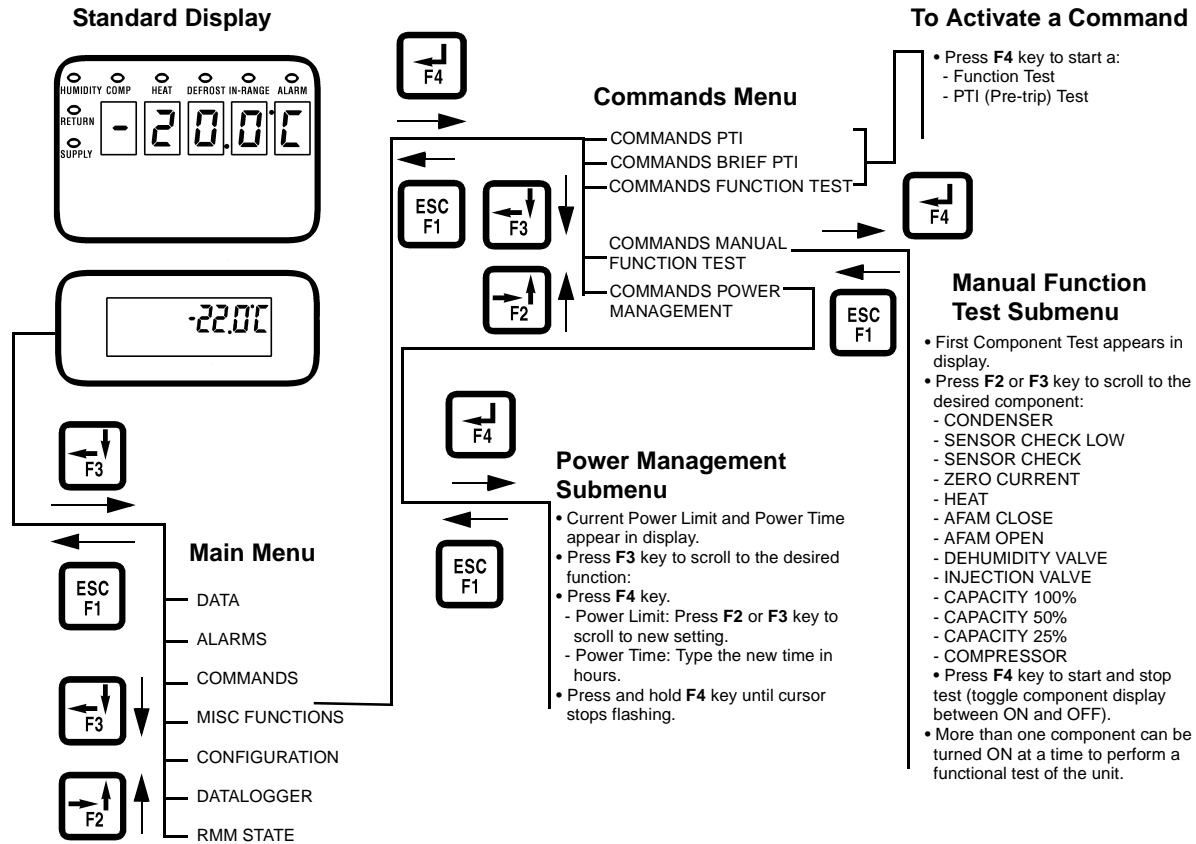 Standard Display
HUMIDITY COMP HEAT DEFROST IN-RANGE ALARM
RETURN
SUPPLY
-20.0°C
-22.0°C
F3
ESC
F1
F3
F2
Main Menu
DATA
ALARMS
COMMANDS
MISC FUNCTIONS
CONFIGURATION
DATALOGGER
RMM STATE
F4
ESC
F1
F3
F2
Commands Menu
COMMANDS PTI
COMMANDS BRIEF PTI
COMMANDS FUNCTION TEST
COMMANDS MANUAL
FUNCTION TEST
COMMANDS POWER
MANAGEMENT
F4
ESC
F1
Power Management
Submenu
• Current Power Limit and Power Time
appear in display.
• Press F3 key to scroll to the desired
function:
• Press F4 key.
- Power Limit: Press F2 or F3 key to
scroll to new setting.
- Power Time: Type the new time in
hours.
• Press and hold F4 key until cursor
stops flashing.
To Activate a Command
• Press F4 key to start a:
- Function Test
- PTI (Pre-trip) Test
F4
ESC
F1
Manual Function
Test Submenu
• First Component Test appears in
display.
• Press F2 or F3 key to scroll to the
desired component:
- CONDENSER
- SENSOR CHECK LOW
- SENSOR CHECK
- ZERO CURRENT
- HEAT
- AFAM CLOSE
- AFAM OPEN
- DEHUMIDITY VALVE
- INJECTION VALVE
- CAPACITY 100%
- CAPACITY 50%
- CAPACITY 25%
- COMPRESSOR
• Press F4 key to start and stop
test (toggle component display
between ON and OFF).
• More than one component can be
turned ON at a time to perform a
functional test of the unit.